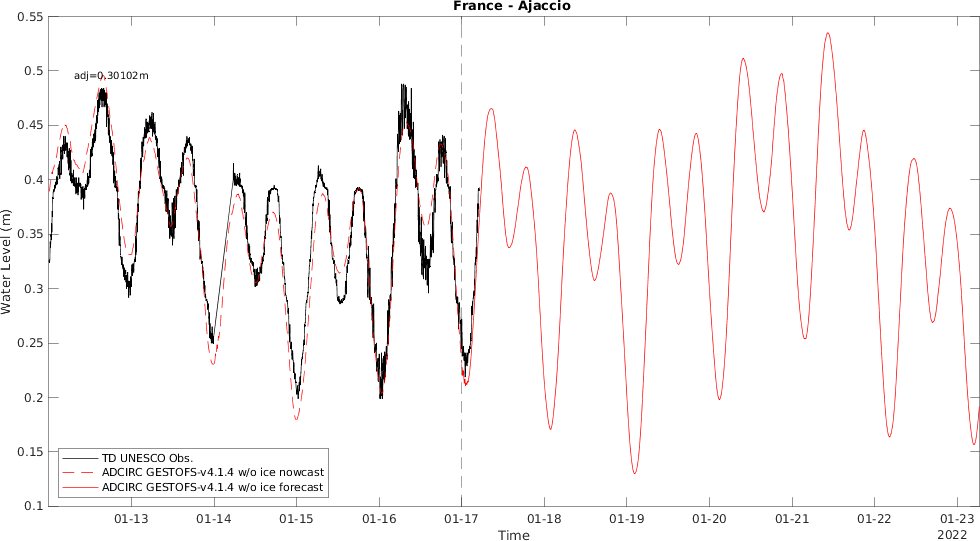 France - Ajaccio
0.55
0.5
0.45
0.4
0.35
0.3
0.25
0.2
0.15
0.1
Water Level (m)
adj=0.30102m
TD UNESCO Obs.
ADCIRC GESTOFS-v4.1.4 w/o ice nowcast
ADCIRC GESTOFS-v4.1.4 w/o ice forecast
01-13 01-14 01-15 01-16 01-17 01-18 01-19 01-20 01-21 01-22 01-23
2022
Time